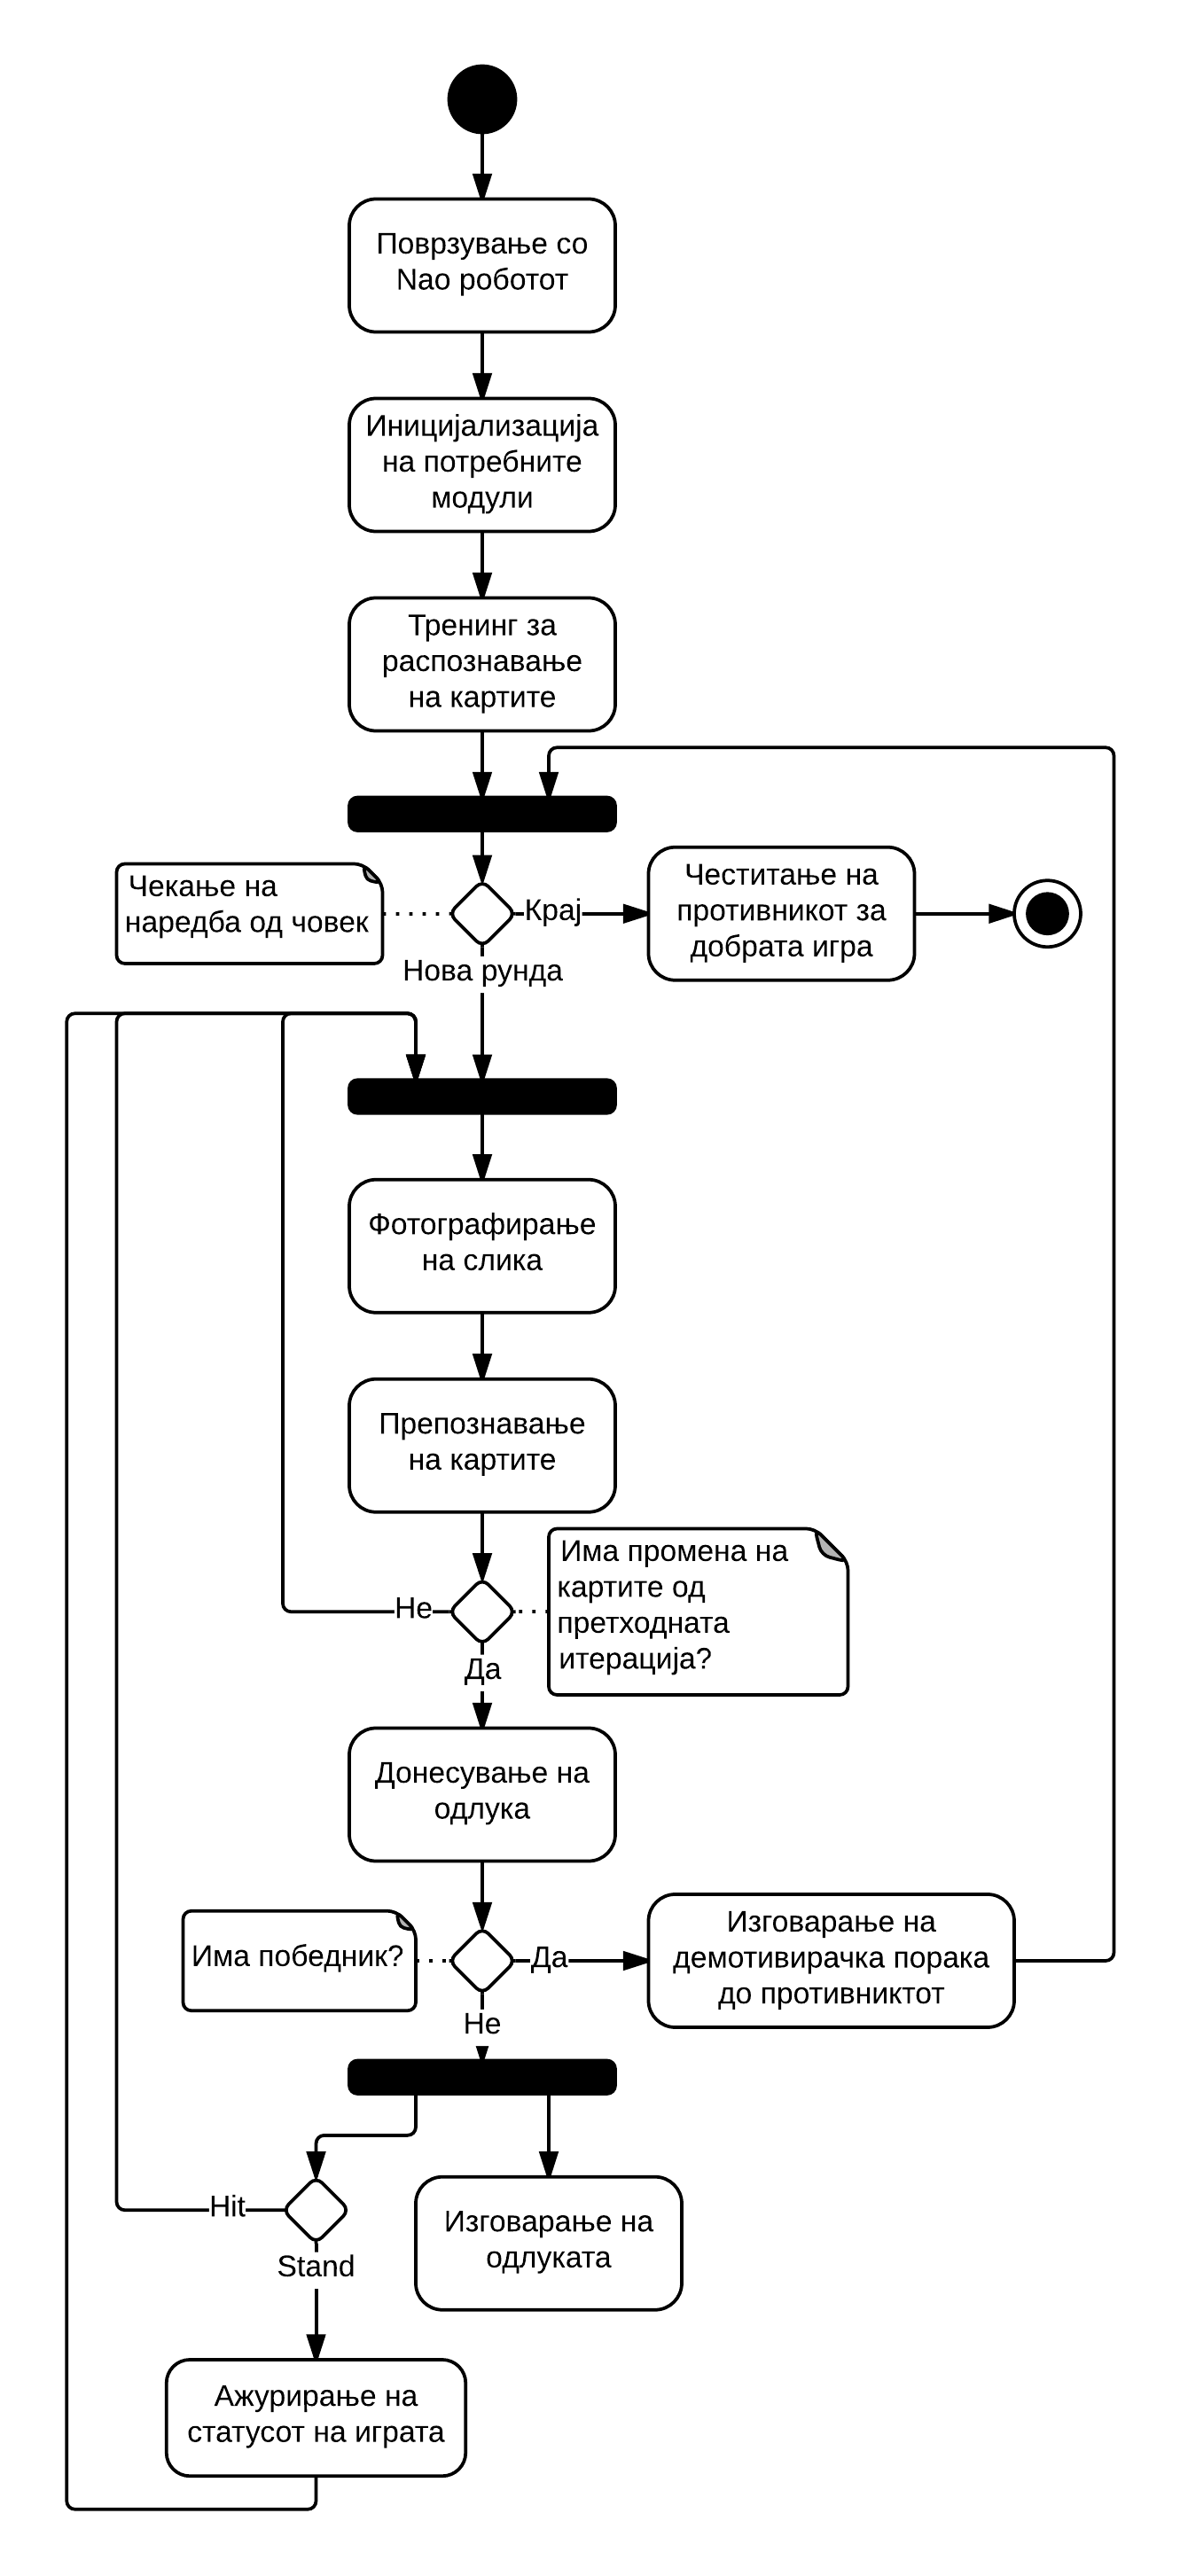 Поврзување со
Nao роботот
Иницијализација
на потребните
модули
Тренинг за
распознавање
на картите
Чекање на
наредба од човек
Крај
Честитање на
противникот за
добрата игра
Нова рунда
Фотографирање
на слика
Препознавање
на картите
Не
Има промена на
картите од
претходната
итерација?
Да
Донесување на
одлука
Има победник?
Да
Изговарање на
демотивирачка порака
до противниктот
Не
Hit
Stand
Изговарање на
одлуката
Ажурирање на
статусот на играта